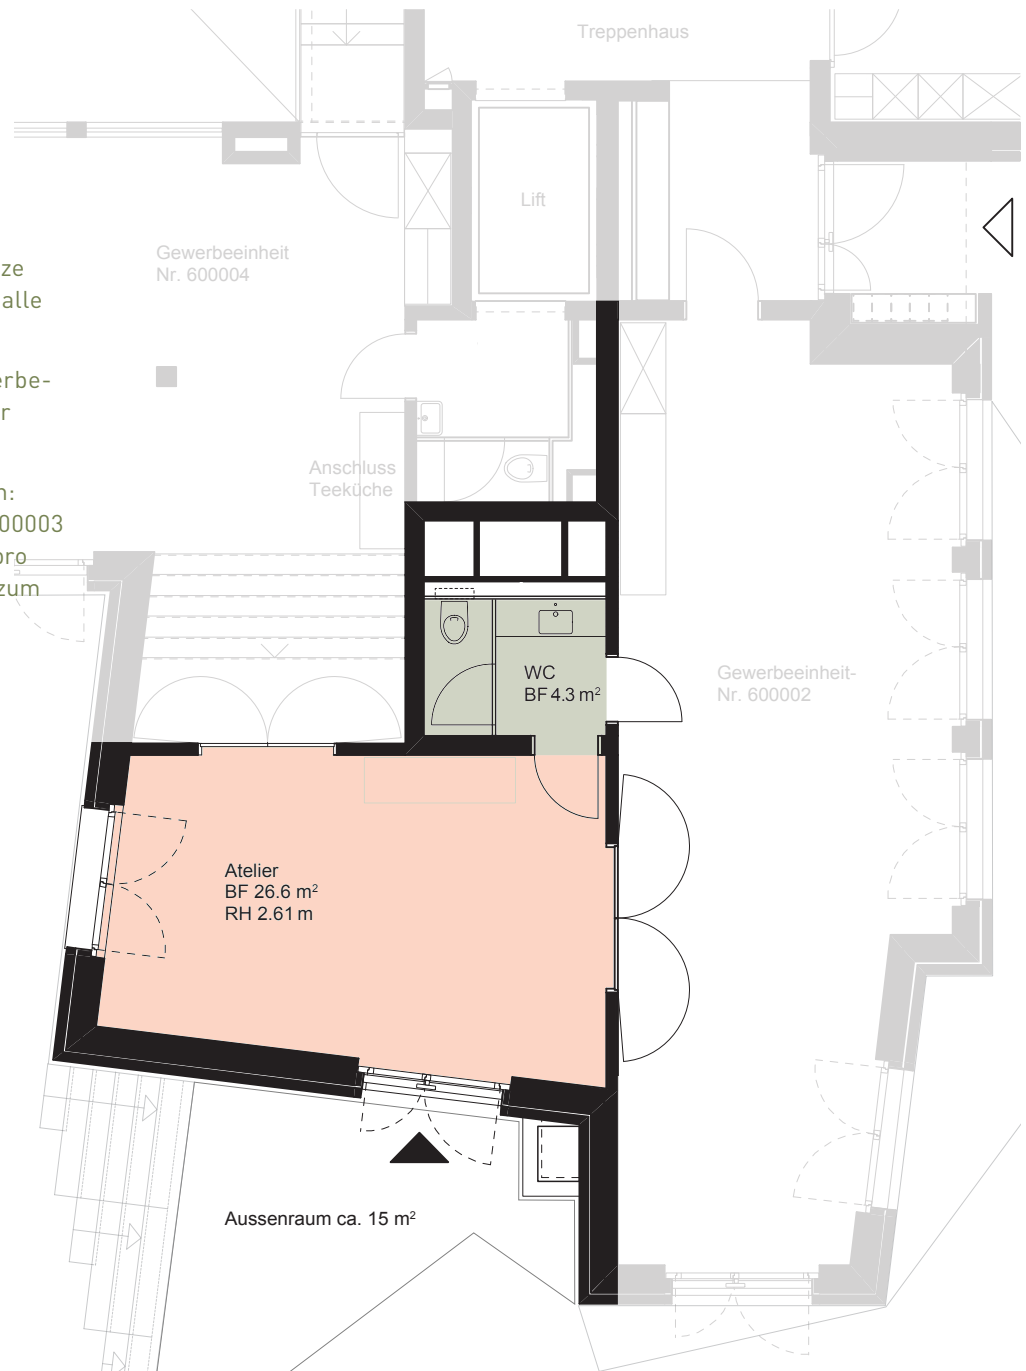 Treppenhaus
Lift
Gewerbeeinheit
Nr. 600004
ze
alle
erbe-
r
n:
00003
pro
zum
Anschluss
Teeküche
WC
BF 4.3 m²
Gewerbeeinheit-
Nr. 600002
Atelier
BF 26.6 m²
RH 2.61 m
Aussenraum ca. 15 m²